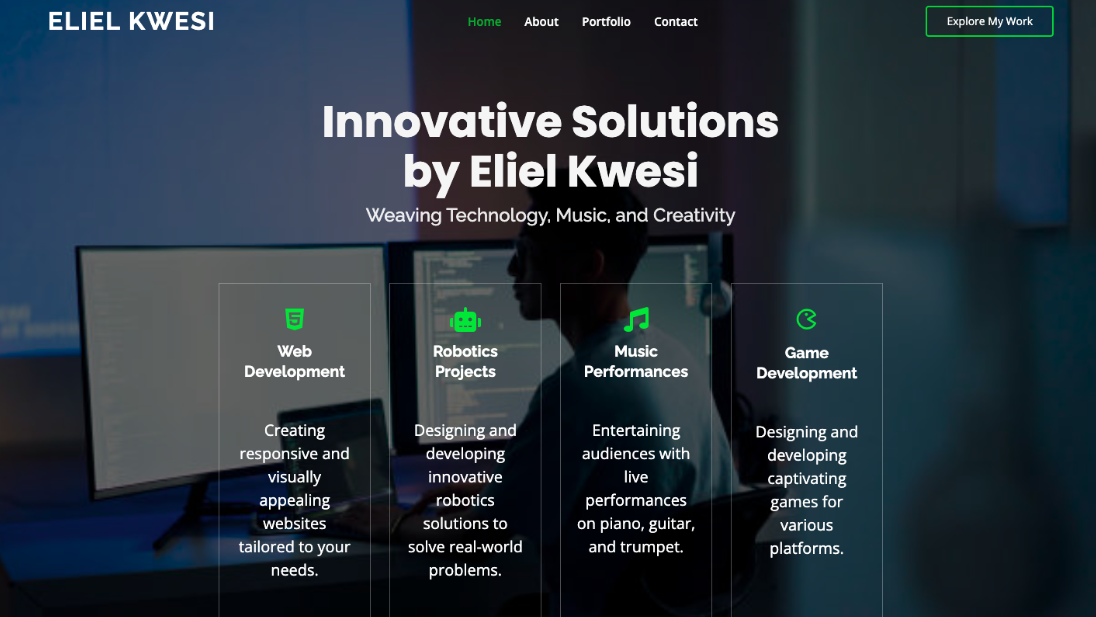 ELIEL KWESI
Home
About
Portfolio
Contact
Explore My Work
Innovative Solutions
by Eliel Kwesi
Weaving Technology, Music, and Creativity
Web
Development
Creating
responsive and
visually
appealing
websites
tailored to your
needs.
Robotics
Projects
Designing and
developing
innovative
robotics
solutions to
solve real-world
problems.
Music
Performances
Entertaining
audiences with
live
performances
on piano, guitar,
and trumpet.
Game
Development
Designing and
developing
captivating
games for
various
platforms.